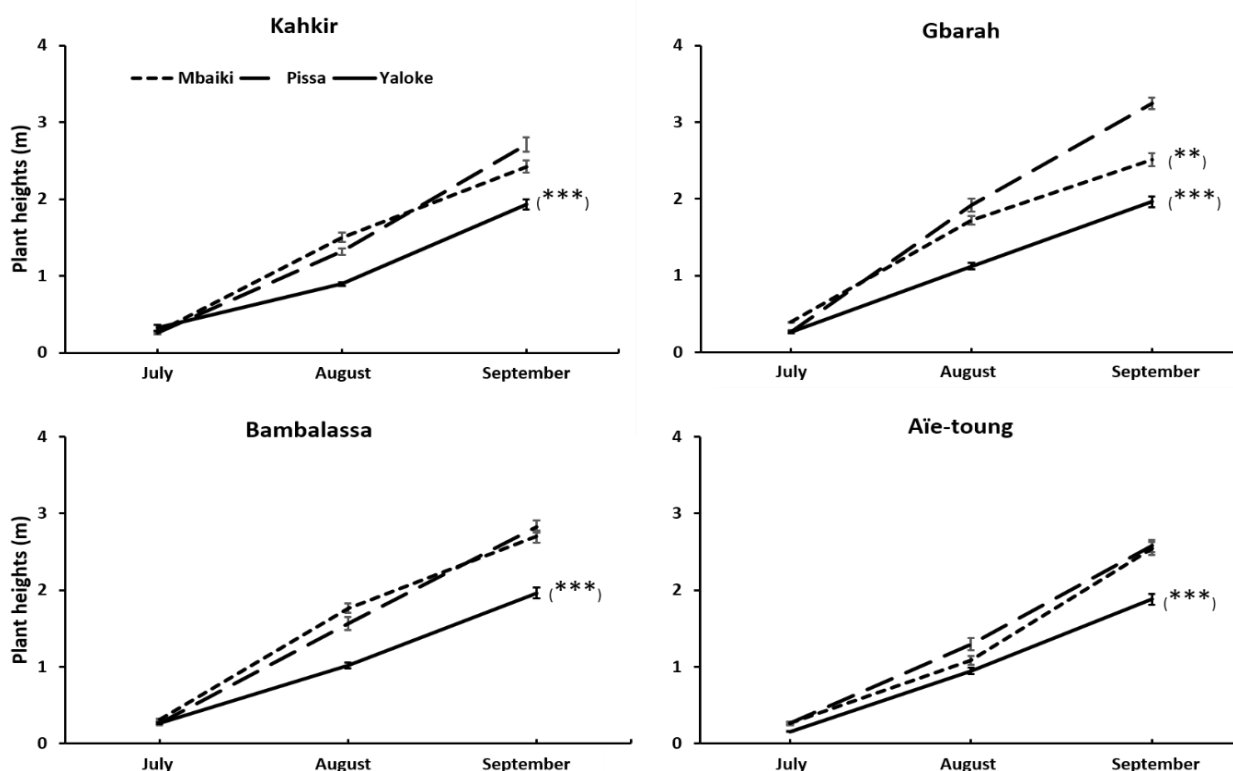 Kahkir
Mbaiki Pissa Yaloke
Plant heights (m)
4
3
2
1
0
(***)
July August September
Gbarah
4
3
2
1
0
(**)
(***)
July August September
Bambalassa
Plant heights (m)
4
3
2
1
0
(***)
July August September
Aïe-toung
4
3
2
1
0
(***)
July August September